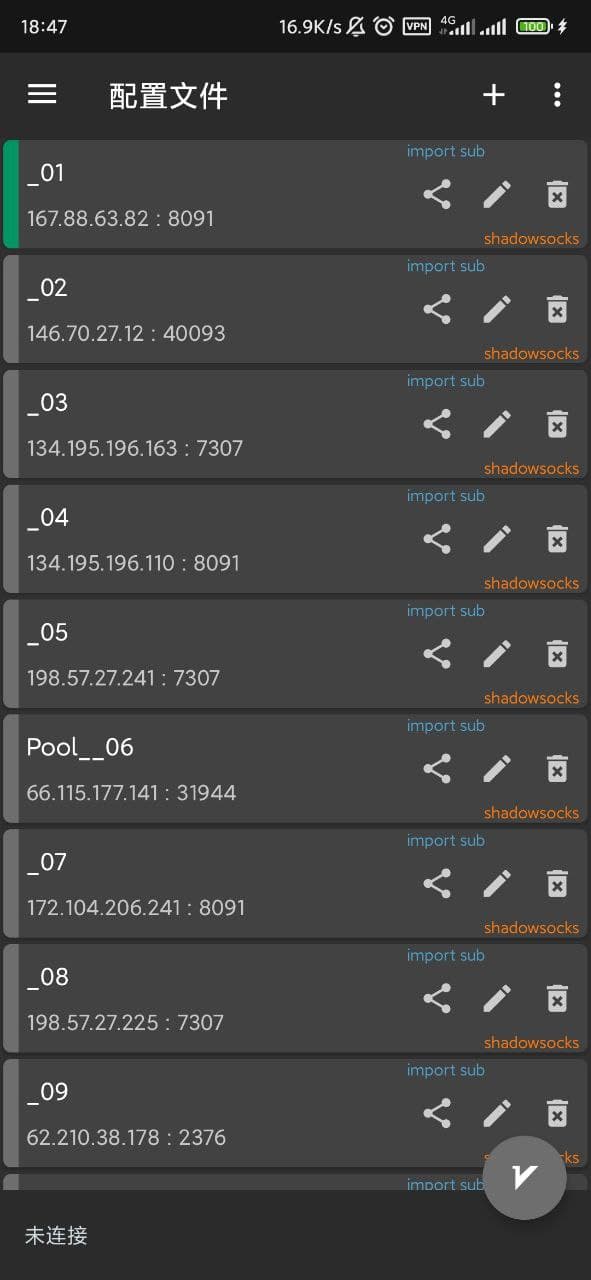 18:47
16.9K/s VPN 4G 100
配置文件
import sub
_01
167.88.63.82 : 8091
shadowsocks
import sub
_02
146.70.27.12 : 40093
shadowsocks
import sub
_03
134.195.196.163 : 7307
shadowsocks
import sub
_04
134.195.196.110 : 8091
shadowsocks
import sub
_05
198.57.27.241 : 7307
shadowsocks
import sub
Pool__06
66.115.177.141 : 31944
shadowsocks
import sub
_07
172.104.206.241 : 8091
shadowsocks
import sub
_08
198.57.27.225 : 7307
shadowsocks
import sub
_09
62.210.38.178 : 2376
import sub
未连接